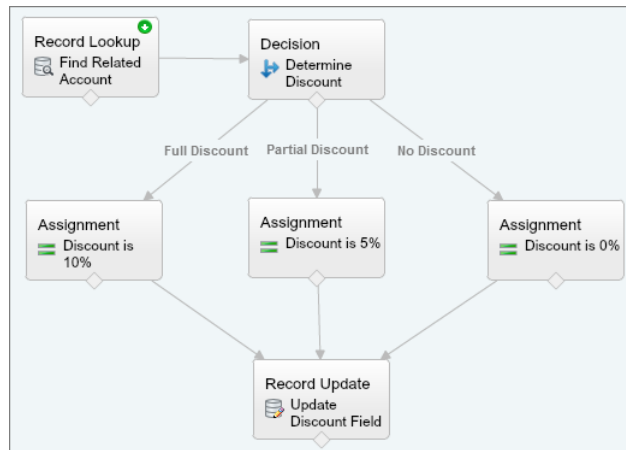 Record Lookup
Find Related
Account
Decision
Determine
Discount
Full Discount
Partial Discount
No Discount
Assignment
Discount is
10%
Assignment
Discount is 5%
Assignment
Discount is 0%
Record Update
Update
Discount Field